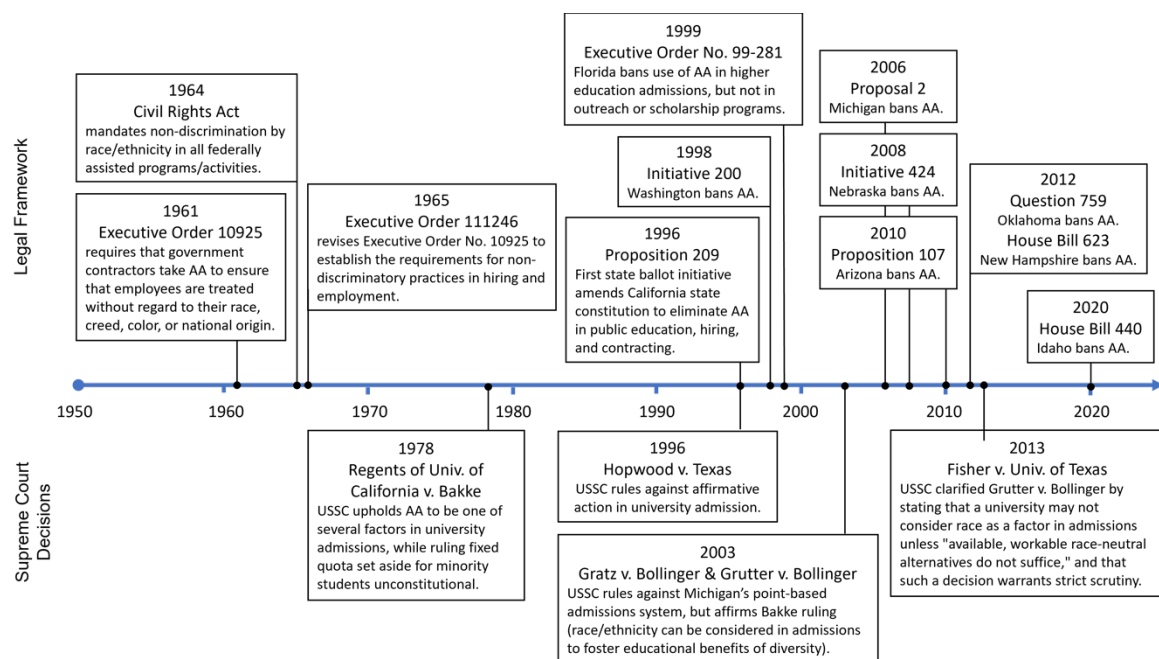 Legal Framework
1964
Civil Rights Act
mandates non-discrimination by
race/ethnicity in all federally
assisted programs/activities.
1961
Executive Order 10925
requires that government
contractors take AA to ensure
that employees are treated
without regard to their race,
creed, color, or national origin.
1965
Executive Order 111246
revises Executive Order No. 10925 to
establish the requirements for non-
discriminatory practices in hiring and
employment.
1999
Executive Order No. 99-281
Florida bans use of AA in higher
education admissions, but not in
outreach or scholarship programs.
1998
Initiative 200
Washington bans AA.
1996
Proposition 209
First state ballot initiative
amends California state
constitution to eliminate AA
in public education, hiring,
and contracting.
2006
Proposal 2
Michigan bans AA.
2008
Initiative 424
Nebraska bans AA.
2010
Proposition 107
Arizona bans AA.
2012
Question 759
Oklahoma bans AA.
House Bill 623
New Hampshire bans AA.
2020
House Bill 440
Idaho bans AA.
1950
1960
1970
1980
1990
2000
2010
2020
Supreme Court
Decisions
1978
Regents of Univ. of
California v. Bakke
USSC upholds AA to be one of
several factors in university
admissions, while ruling fixed
quota set aside for minority
students unconstitutional.
1996
Hopwood v. Texas
USSC rules against affirmative
action in university admission.
2003
Gratz v. Bollinger & Grutter v. Bollinger
USSC rules against Michigan's point-based
admissions system, but affirms Bakke ruling
(race/ethnicity can be considered in admissions
to foster educational benefits of diversity).
2013
Fisher v. Univ. of Texas
USSC clarified Grutter v. Bollinger by
stating that a university may not
consider race as a factor in admissions
unless "available, workable race-neutral
alternatives do not suffice," and that
such a decision warrants strict scrutiny.